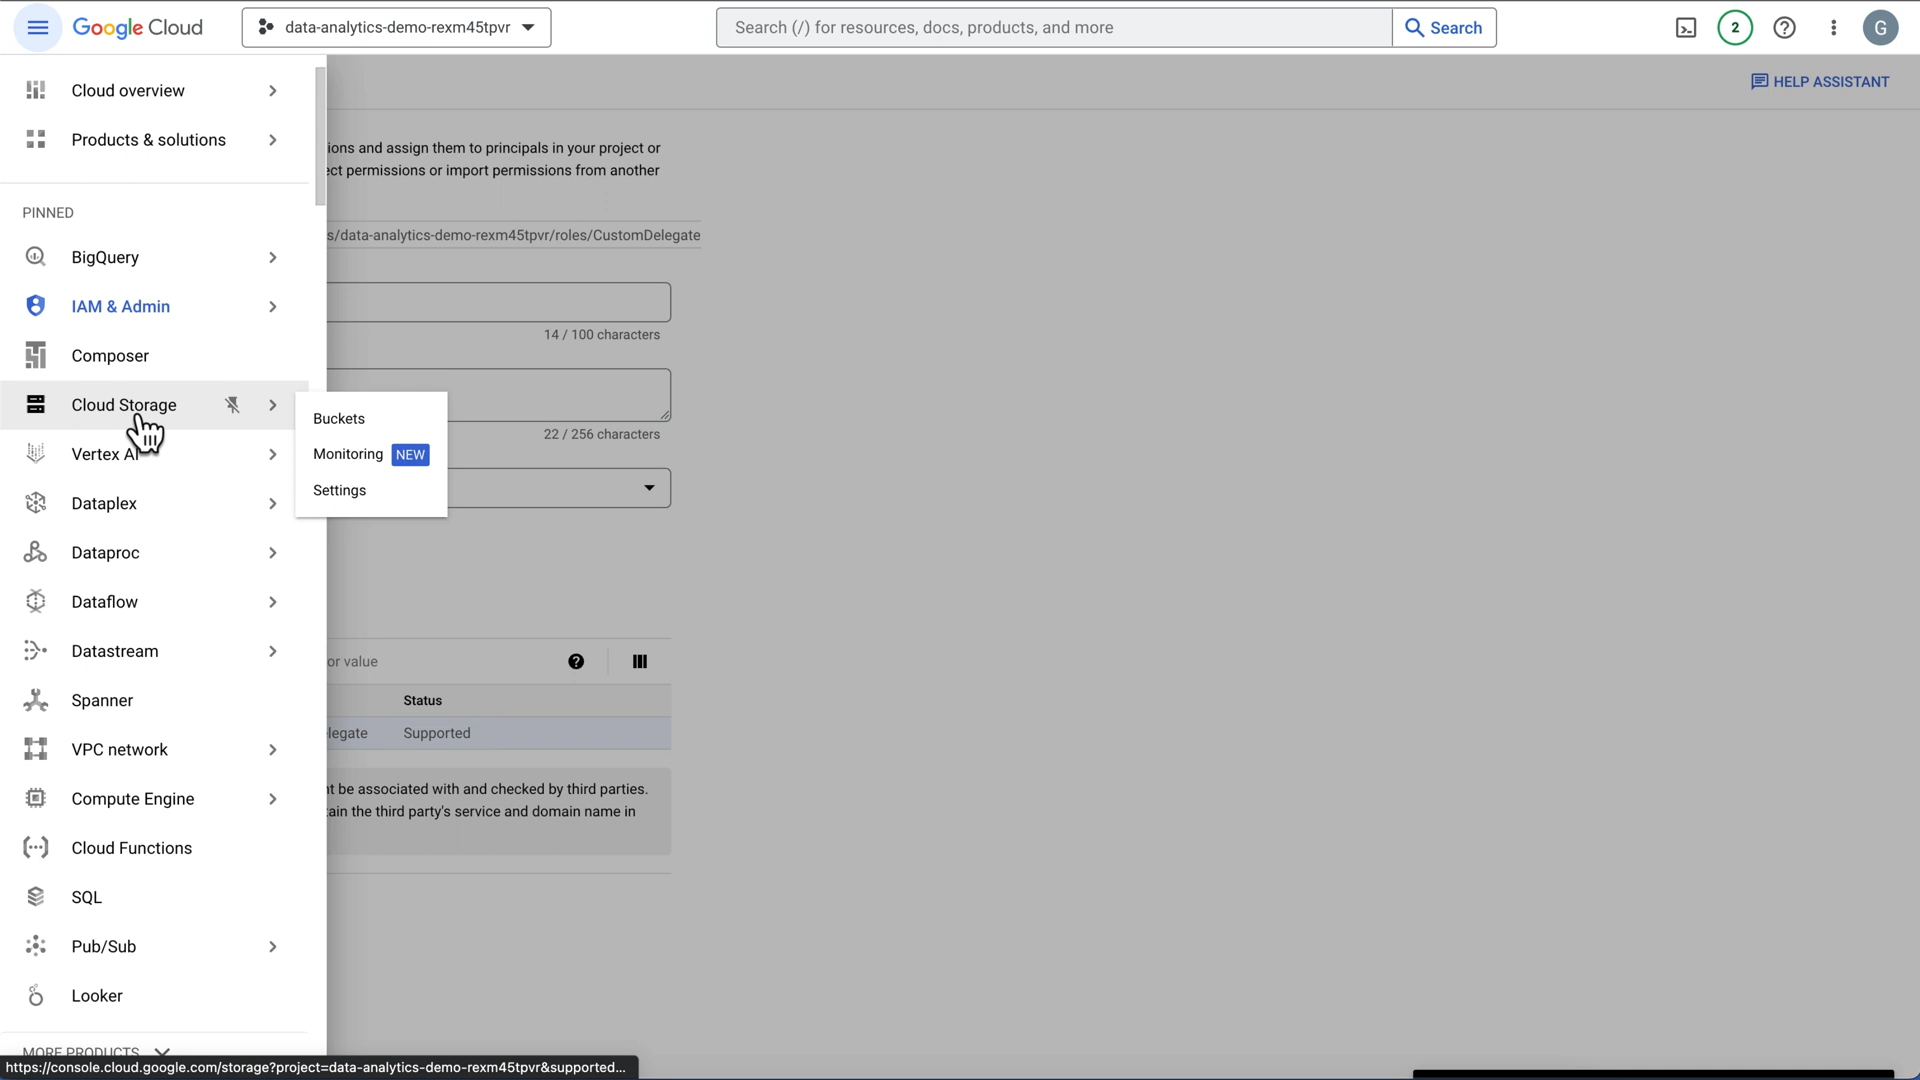 Google Cloud
data-analytics-demo-rexm45tpvr
Search (/) for resources, docs, products, and more
Search
2
G
HELP ASSISTANT
Cloud overview
Products & solutions
PINNED
BigQuery
IAM & Admin
Composer
Cloud Storage
Vertex AI
Dataplex
Dataproc
Dataflow
Datastream
Spanner
VPC network
Compute Engine
Cloud Functions
SQL
Pub/Sub
Looker
MORE PRODUCTS
Buckets
Monitoring NEW
Settings
ions and assign them to principals in your project or
ect permissions or import permissions from another
s/data-analytics-demo-rexm45tpvr/roles/CustomDelegate
14 / 100 characters
22 / 256 characters
or value
Status
elegate Supported
nt be associated with and checked by third parties.
tain the third party's service and domain name in
https://console.cloud.google.com/storage?project=data-analytics-demo-rexm45tpvr&supported...